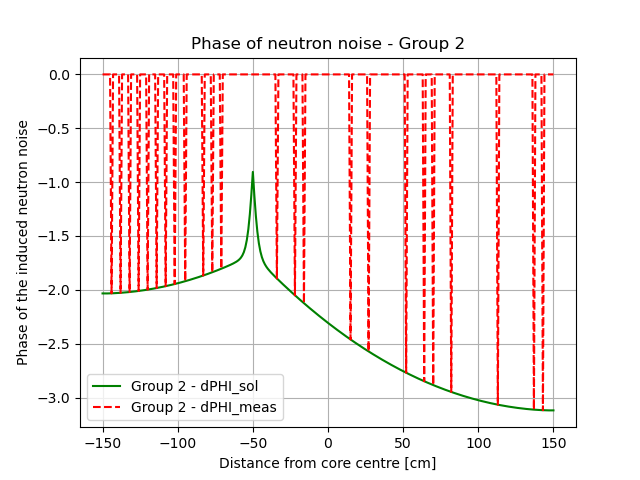 Phase of neutron noise - Group 2
Phase of the induced neutron noise
0.0
−0.5
−1.0
−1.5
−2.0
−2.5
−3.0
Group 2 - dPHI_sol
Group 2 - dPHI_meas
−150 −100 −50 0 50 100 150
Distance from core centre [cm]